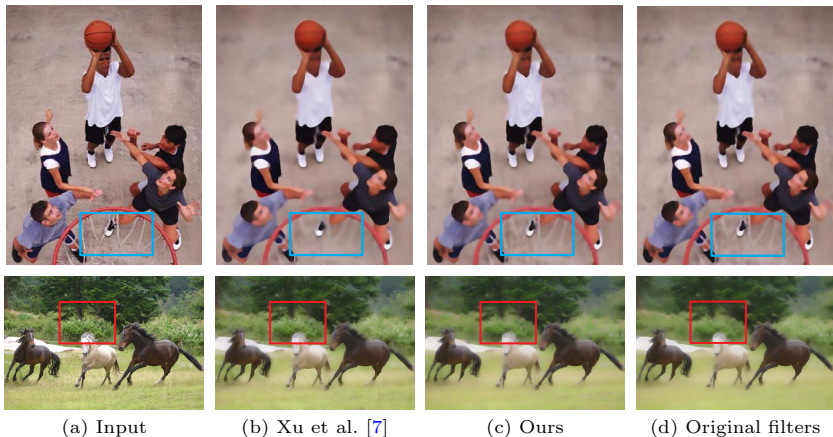 (a) Input
(b) Xu et al. [7]
(c) Ours
(d) Original filters